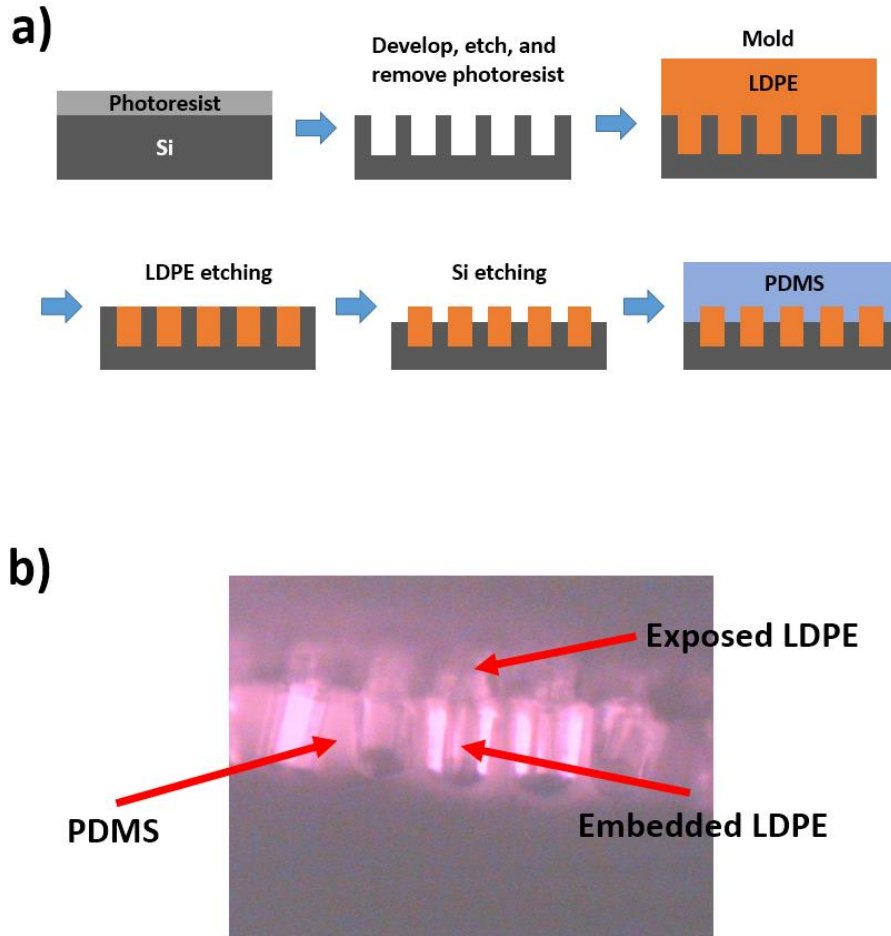 a)
Photoresist
Si
Develop, etch, and
remove photoresist
Mold
LDPE
LDPE etching
Si etching
PDMS
b)
Exposed LDPE
PDMS
Embedded LDPE